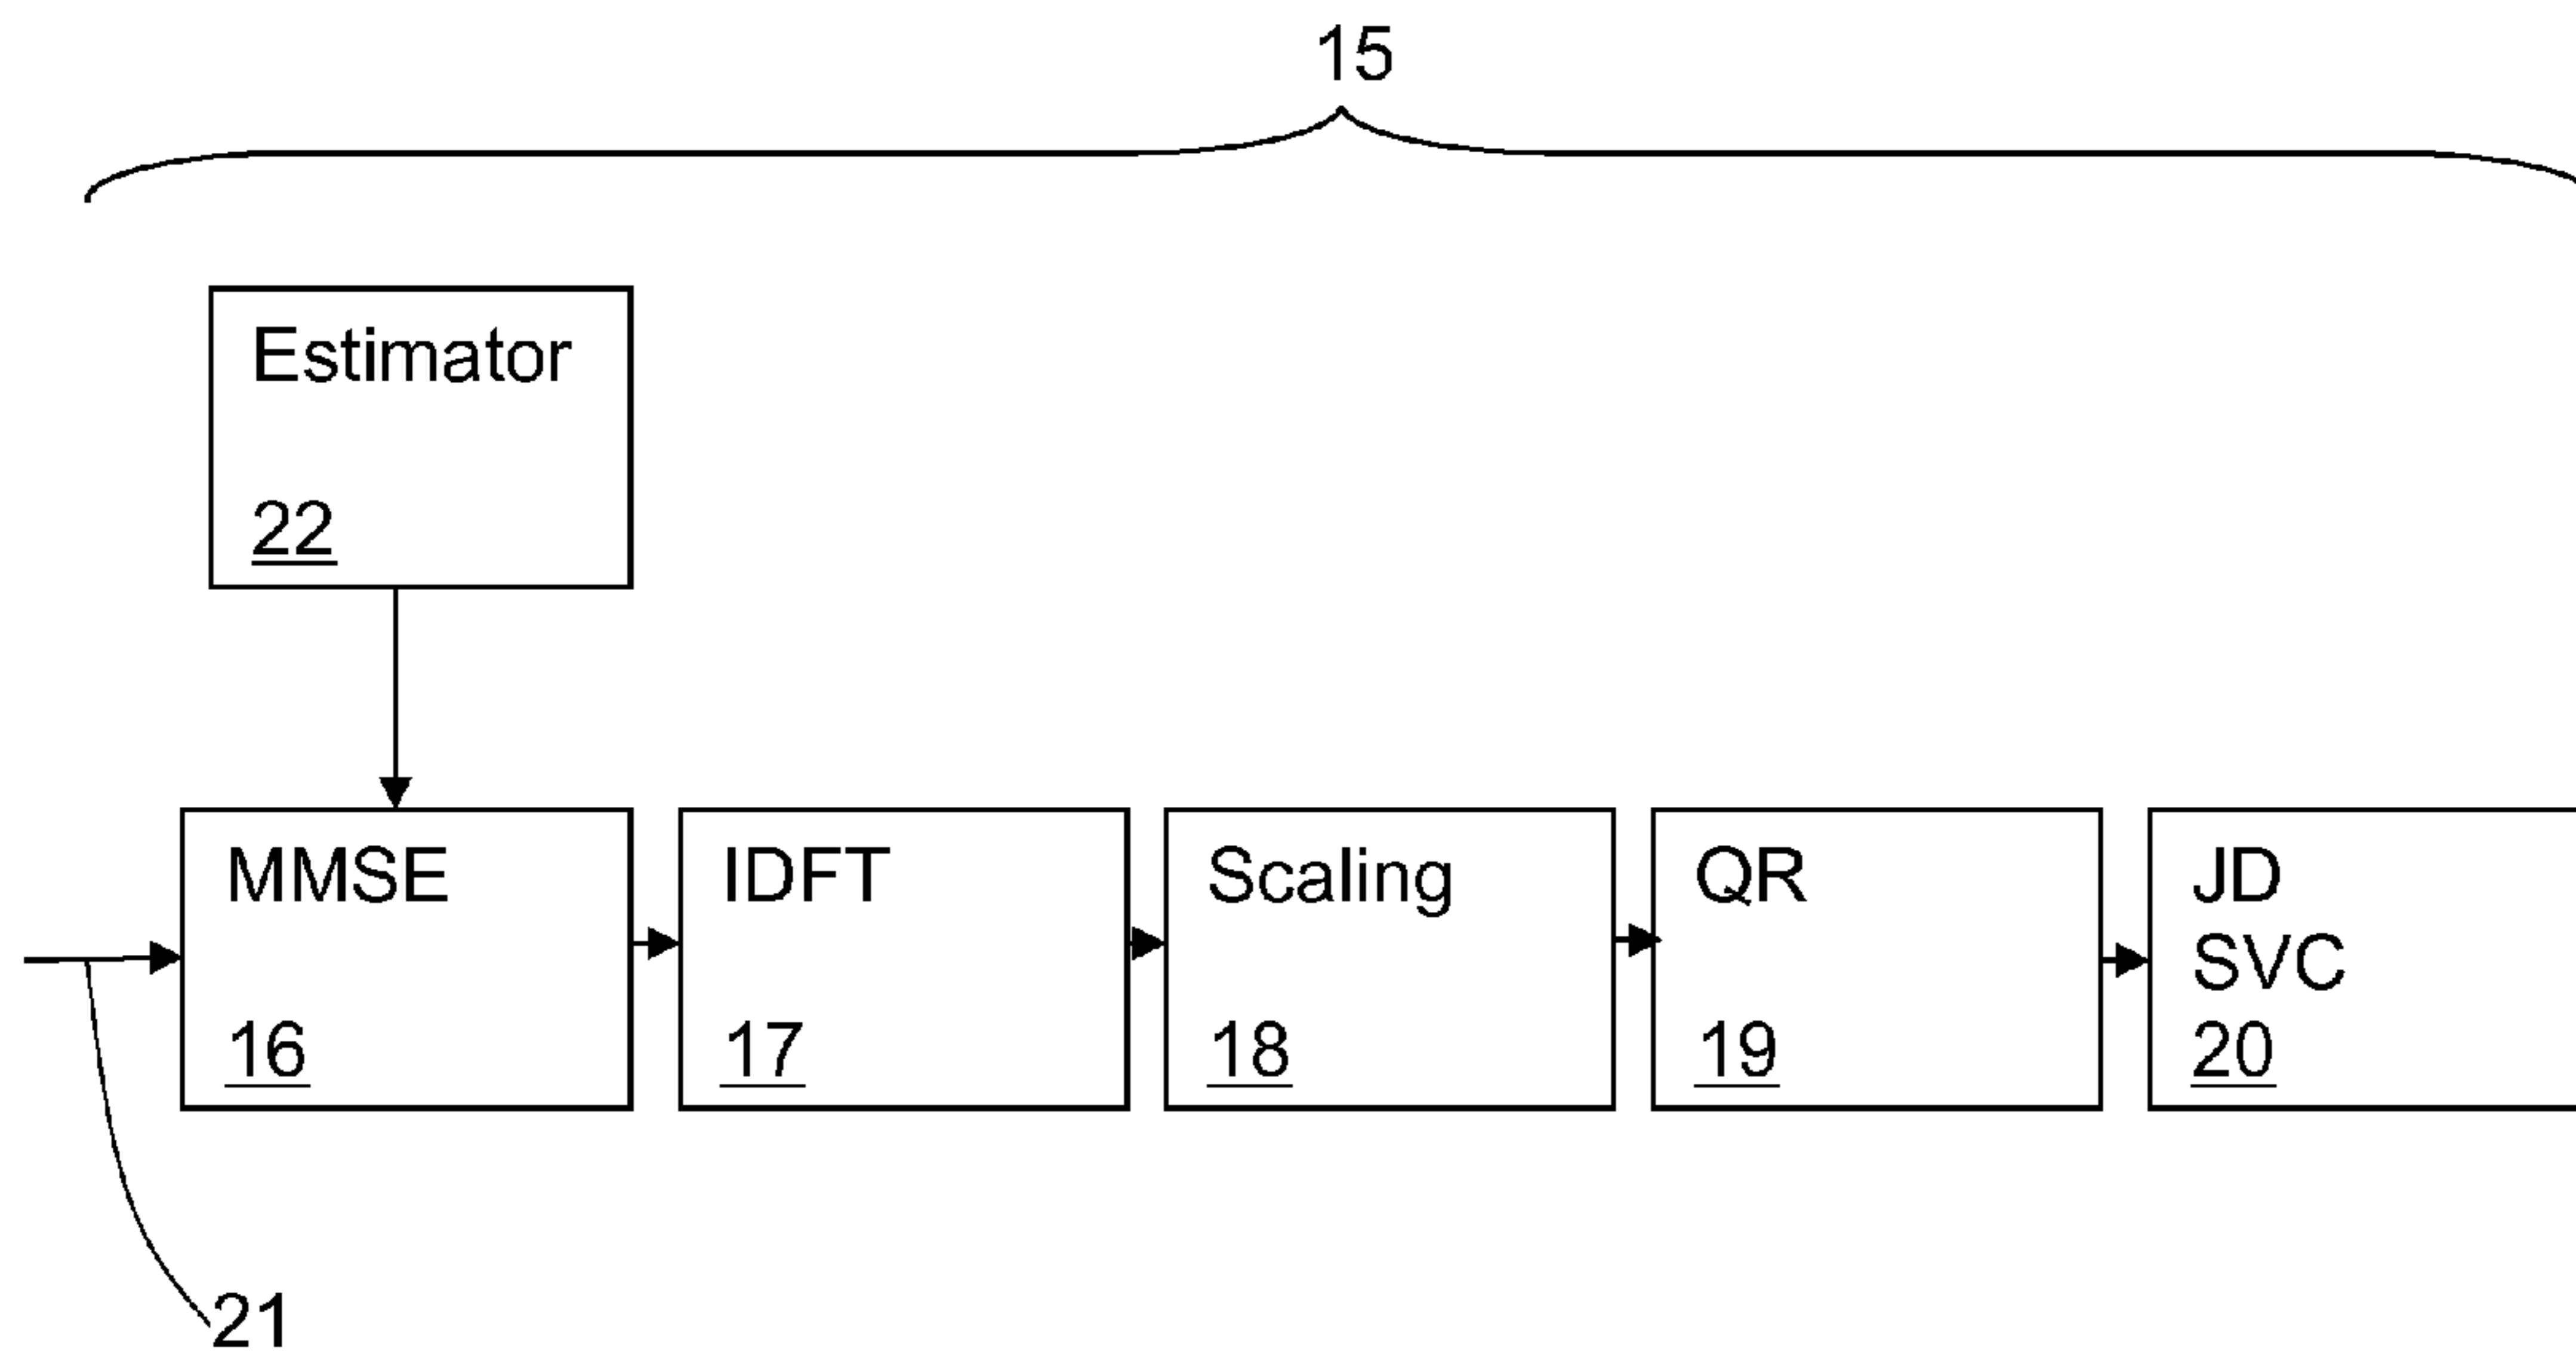 15
Estimator
22
MMSE
16
IDFT
17
Scaling
18
QR
19
JD
SVC
20
21